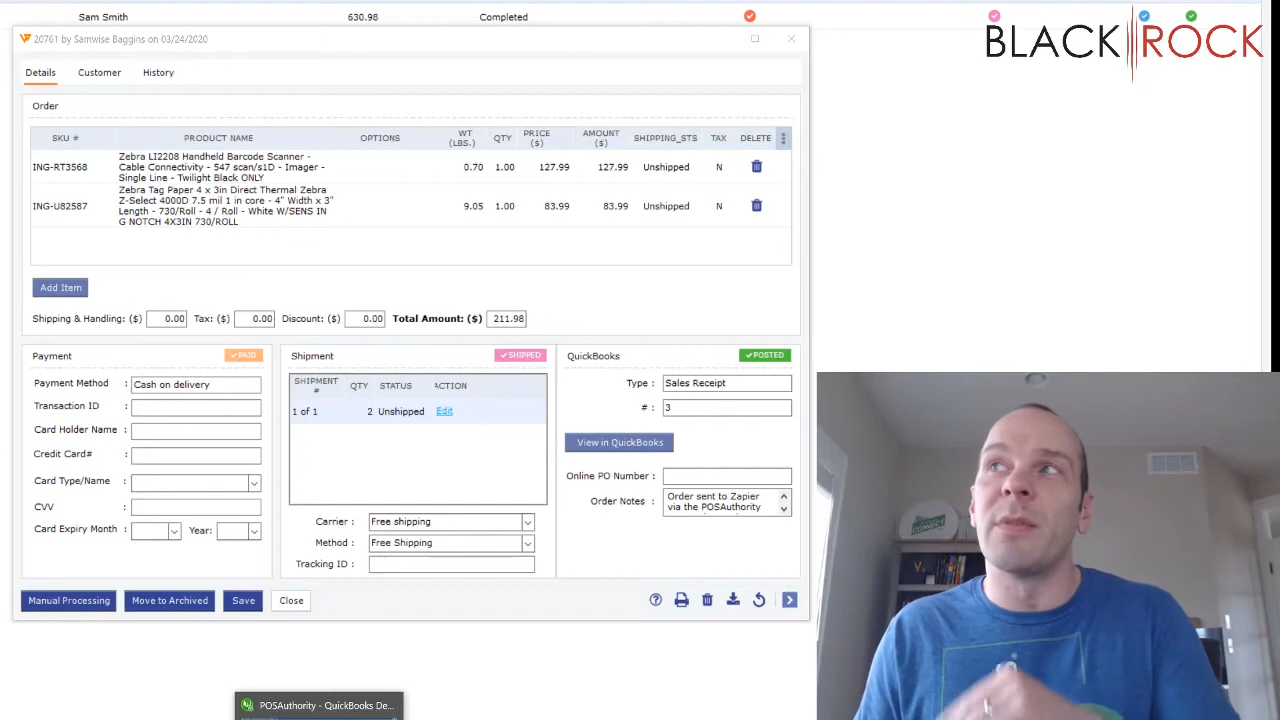 Sam Smith 630.98 Completed
BLACK ROCK
20761 by Samwise Baggins on 03/24/2020
Details Customer History
Order
SKU # PRODUCT NAME OPTIONS WT (LBS.) QTY PRICE ($) AMOUNT ($) SHIPPING_STS TAX DELETE
ING-RT3568 Zebra LI2208 Handheld Barcode Scanner - 0.70 1.00 127.99 127.99 Unshipped N
Cable Connectivity - 547 scan/s1D - Imager -
Single Line - Twilight Black ONLY
Zebra Tag Paper 4 x 3in Direct Thermal Zebra
ING-U82587 Z-Select 4000D 7.5 mil 1 in core - 4" Width x 3" 9.05 1.00 83.99 83.99 Unshipped N
Length - 730/Roll - 4 / Roll - White W/SENS IN
G NOTCH 4X3IN 730/ROLL
Add Item
Shipping & Handling: ($) 0.00 Tax: ($) 0.00 Discount: ($) 0.00 Total Amount: ($) 211.98
Payment PAID
Payment Method : Cash on delivery
Transaction ID :
Card Holder Name :
Credit Card# :
Card Type/Name :
CVV :
Card Expiry Month : Year:
Shipment SHIPPED
SHIPMENT # QTY STATUS ACTION
1 of 1 2 Unshipped Edit
Carrier : Free shipping
Method : Free Shipping
Tracking ID :
QuickBooks POSTED
Type : Sales Receipt
# : 3
View in QuickBooks
Online PO Number :
Order Notes : Order sent to Zapier
via the POSAuthority
Manual Processing Move to Archived Save Close
POSAuthority - QuickBooks De...
CONNECT